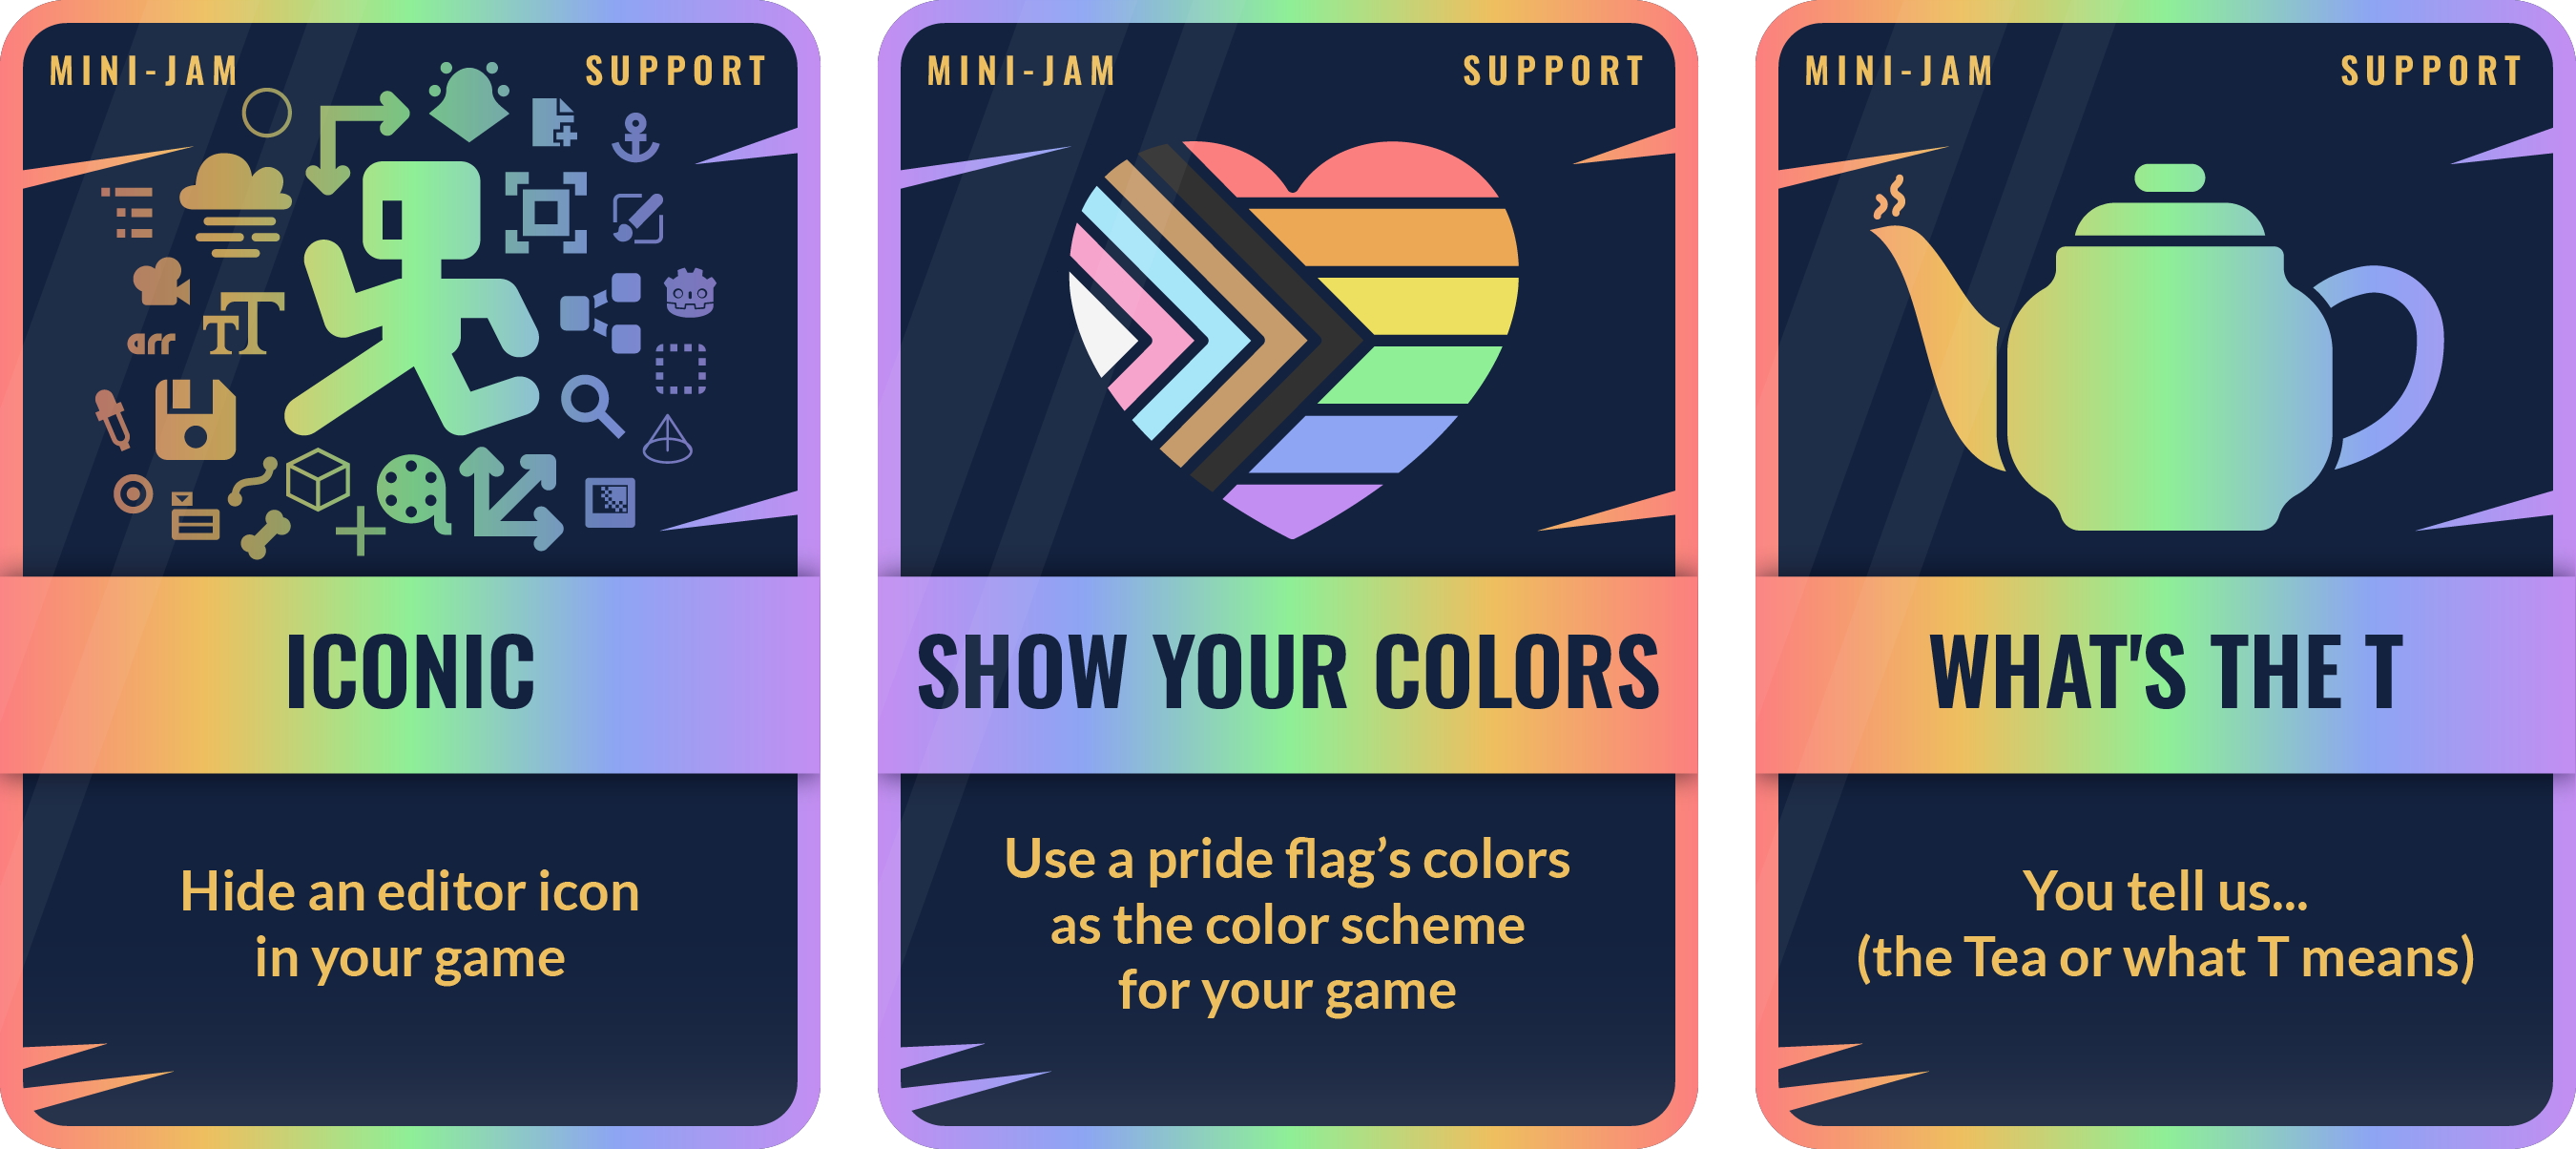 MINI-JAM
SUPPORT
arr
TT
ICONIC
Hide an editor icon
in your game
MINI-JAM
SUPPORT
SHOW YOUR COLORS
Use a pride flag’s colors
as the color scheme
for your game
MINI-JAM
SUPPORT
WHAT'S THE T
You tell us...
(the Tea or what T means)